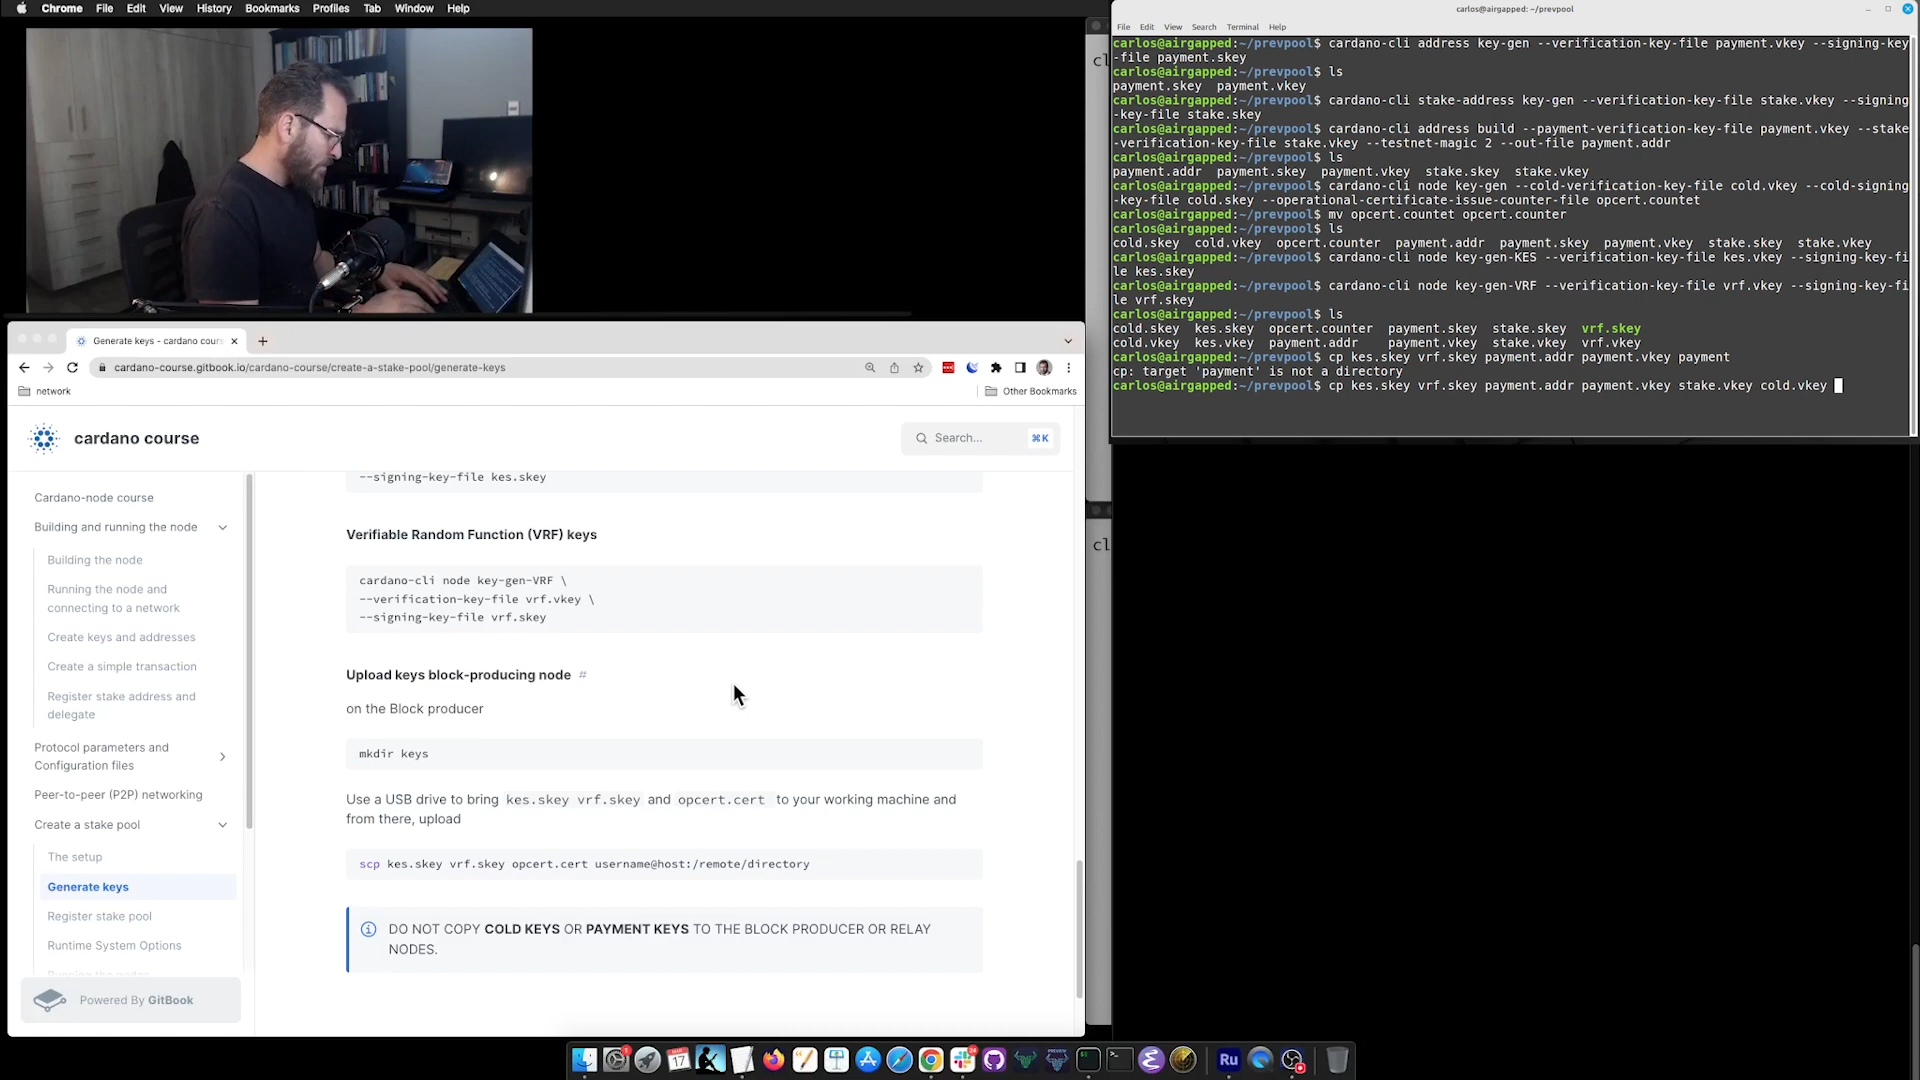 Chrome File Edit View History Bookmarks Profiles Tab Window Help
carlos@airgapped: ~/prevpool
File Edit View Search Terminal Help
carlos@airgapped:~/prevpool$ cardano-cli address key-gen --verification-key-file payment.vkey --signing-key
-file payment.skey
carlos@airgapped:~/prevpool$ ls
payment.skey payment.vkey
carlos@airgapped:~/prevpool$ cardano-cli stake-address key-gen --verification-key-file stake.vkey --signing
-key-file stake.skey
carlos@airgapped:~/prevpool$ cardano-cli address build --payment-verification-key-file payment.vkey --stake
-verification-key-file stake.vkey --testnet-magic 2 --out-file payment.addr
carlos@airgapped:~/prevpool$ ls
payment.addr payment.skey payment.vkey stake.skey stake.vkey
carlos@airgapped:~/prevpool$ cardano-cli node key-gen --cold-verification-key-file cold.vkey --cold-signing
-key-file cold.skey --operational-certificate-issue-counter-file opcert.countet
carlos@airgapped:~/prevpool$ mv opcert.countet opcert.counter
carlos@airgapped:~/prevpool$ ls
cold.skey cold.vkey opcert.counter payment.addr payment.skey payment.vkey stake.skey stake.vkey
carlos@airgapped:~/prevpool$ cardano-cli node key-gen-KES --verification-key-file kes.vkey --signing-key-fi
le kes.skey
carlos@airgapped:~/prevpool$ cardano-cli node key-gen-VRF --verification-key-file vrf.vkey --signing-key-fi
le vrf.skey
carlos@airgapped:~/prevpool$ ls
cold.skey kes.skey opcert.counter payment.skey stake.skey vrf.skey
cold.vkey kes.vkey payment.addr payment.vkey stake.vkey vrf.vkey
carlos@airgapped:~/prevpool$ cp kes.skey vrf.skey payment.addr payment.vkey payment
cp: target 'payment' is not a directory
carlos@airgapped:~/prevpool$ cp kes.skey vrf.skey payment.addr payment.vkey stake.vkey cold.vkey
cl
cl
Generate keys - cardano cours
cardano-course.gitbook.io/cardano-course/create-a-stake-pool/generate-keys
network
Other Bookmarks
cardano course
Search... ⌘K
Cardano-node course
Building and running the node
Building the node
Running the node and
connecting to a network
Create keys and addresses
Create a simple transaction
Register stake address and
delegate
Protocol parameters and
Configuration files
Peer-to-peer (P2P) networking
Create a stake pool
The setup
Generate keys
Register stake pool
Runtime System Options
Running the nodes
Powered By GitBook
--signing-key-file kes.skey
Verifiable Random Function (VRF) keys
cardano-cli node key-gen-VRF \
--verification-key-file vrf.vkey \
--signing-key-file vrf.skey
Upload keys block-producing node #
on the Block producer
mkdir keys
Use a USB drive to bring kes.skey vrf.skey and opcert.cert to your working machine and
from there, upload
scp kes.skey vrf.skey opcert.cert username@host:/remote/directory
DO NOT COPY COLD KEYS OR PAYMENT KEYS TO THE BLOCK PRODUCER OR RELAY
NODES.
17
Ru